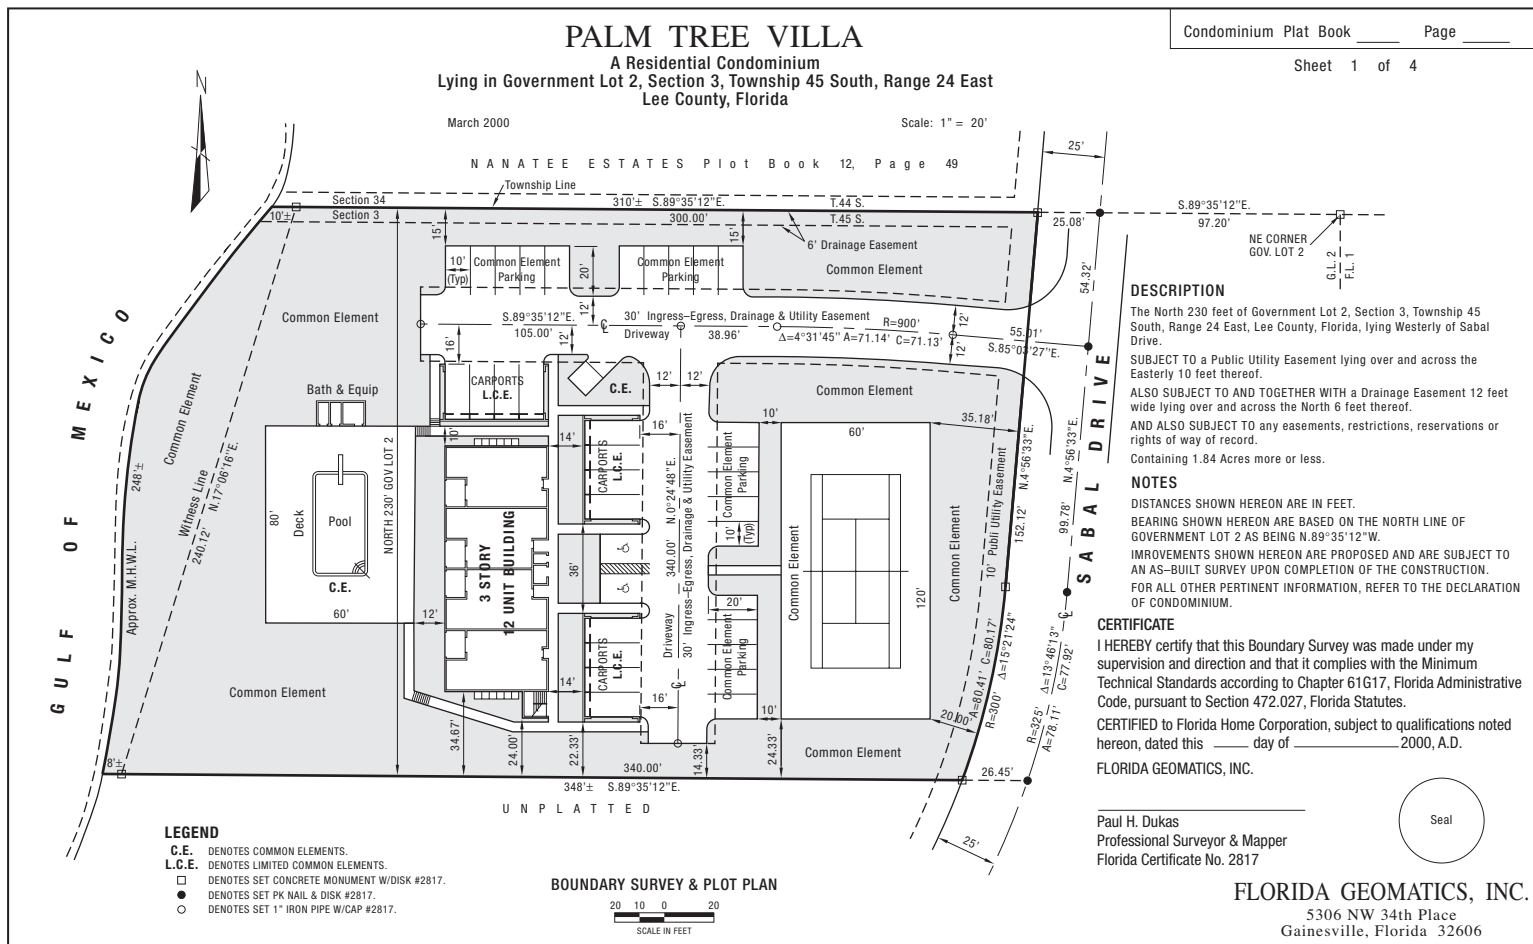 PALM TREE VILLA
A Residential Condominium
Lying in Government Lot 2, Section 3, Township 45 South, Range 24 East
Lee County, Florida
Condominium Plat Book _____ Page _____
Sheet 1 of 4
March 2000
Scale: 1" = 20'
NANATEE ESTATES Plot Book 12, Page 49
N
25'
Township Line
Section 34
310'± S.89°35'12"E.
T.44 S.
10'±
Section 3
300.00'
T.45 S.
25.08'
S.89°35'12"E.
97.20'
NE CORNER
GOV. LOT 2
G.L. 2
F.L. 1
15'
15'
6' Drainage Easement
Common Element
10'
(Typ)
Common Element
Parking
20'
Common Element
Parking
54.32'
Common Element
12'
S.89°35'12"E.
105.00'
℄
30' Ingress–Egress, Drainage & Utility Easement
Driveway
38.96'
R=900'
Δ=4°31'45" A=71.14' C=71.13'
12'
12'
55.01'
S.85°03'27"E.
16'
12'
CARPORTS
L.C.E.
C.E.
12'
12'
Common Element
Bath & Equip
10'
14'
16'
10'
60'
35.18'
GULF OF MEXICO
248'±
Approx. M.H.W.L.
Common Element
Witness Line
N.17°06'16"E.
240.12'
80'
Deck
Pool
C.E.
60'
NORTH 230' GOV LOT 2
12'
3 STORY
12 UNIT BUILDING
CARPORTS
L.C.E.
36'
CARPORTS
L.C.E.
14'
16'
340.00' N.0°24'48"E.
30' Ingress–Egress, Drainage & Utility Easement
Driveway
℄
Common Element
Parking
10'
(Typ)
20'
Common Element
Parking
10'
Common Element
120'
Common Element
10' Publi Utility Easement
152.12'
N.4°56'33"E.
99.78'
N.4°56'33"E.
SABAL DRIVE
℄
A=80.41' C=80.17'
R=300' Δ=15°21'24"
R=325' Δ=13°46'13"
A=78.11' C=77.92'
20.00'
Common Element
Common Element
34.67'
24.00'
22.33'
14.33'
24.33'
8'±
340.00'
348'± S.89°35'12"E.
26.45'
25'
UNPLATTED
DESCRIPTION
The North 230 feet of Government Lot 2, Section 3, Township 45
South, Range 24 East, Lee County, Florida, lying Westerly of Sabal
Drive.
SUBJECT TO a Public Utility Easement lying over and across the
Easterly 10 feet thereof.
ALSO SUBJECT TO AND TOGETHER WITH a Drainage Easement 12 feet
wide lying over and across the North 6 feet thereof.
AND ALSO SUBJECT TO any easements, restrictions, reservations or
rights of way of record.
Containing 1.84 Acres more or less.
NOTES
DISTANCES SHOWN HEREON ARE IN FEET.
BEARING SHOWN HEREON ARE BASED ON THE NORTH LINE OF
GOVERNMENT LOT 2 AS BEING N.89°35'12"W.
IMROVEMENTS SHOWN HEREON ARE PROPOSED AND ARE SUBJECT TO
AN AS–BUILT SURVEY UPON COMPLETION OF THE CONSTRUCTION.
FOR ALL OTHER PERTINENT INFORMATION, REFER TO THE DECLARATION
OF CONDOMINIUM.
CERTIFICATE
I HEREBY certify that this Boundary Survey was made under my
supervision and direction and that it complies with the Minimum
Technical Standards according to Chapter 61G17, Florida Administrative
Code, pursuant to Section 472.027, Florida Statutes.
CERTIFIED to Florida Home Corporation, subject to qualifications noted
hereon, dated this ____ day of ____________ 2000, A.D.
FLORIDA GEOMATICS, INC.
Paul H. Dukas
Professional Surveyor & Mapper
Florida Certificate No. 2817
Seal
LEGEND
C.E. DENOTES COMMON ELEMENTS.
L.C.E. DENOTES LIMITED COMMON ELEMENTS.
DENOTES SET CONCRETE MONUMENT W/DISK #2817.
DENOTES SET PK NAIL & DISK #2817.
DENOTES SET 1" IRON PIPE W/CAP #2817.
BOUNDARY SURVEY & PLOT PLAN
20 10 0 20
SCALE IN FEET
FLORIDA GEOMATICS, INC.
5306 NW 34th Place
Gainesville, Florida 32606